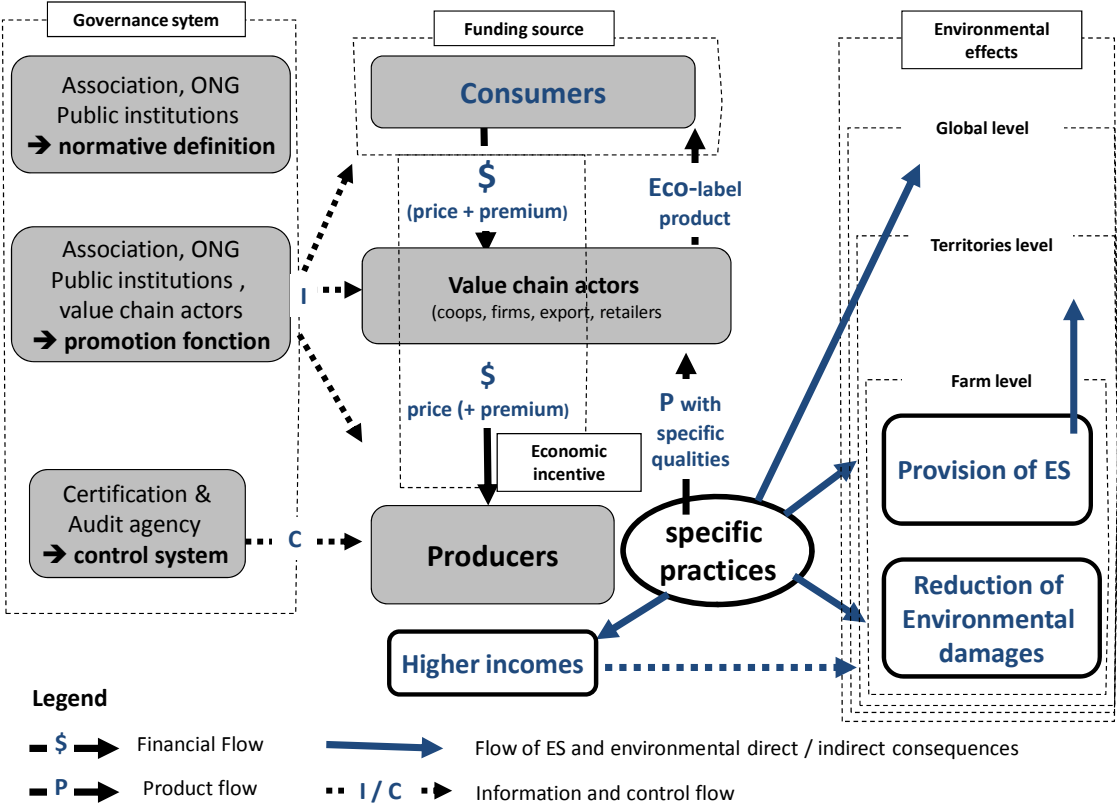 Governance sytem
Association, ONG
Public institutions
➔ normative definition
Association, ONG
Public institutions ,
value chain actors
➔ promotion fonction
Certification &
Audit agency
➔ control system
I
C
Funding source
Consumers
$
(price + premium)
Eco-label
product
Value chain actors
(coops, firms, export, retailers
$
price (+ premium)
P with
specific
qualities
Economic
incentive
Producers
specific
practices
Higher incomes
Environmental
effects
Global level
Territories level
Farm level
Provision of ES
Reduction of
Environmental
damages
Legend
$ Financial Flow
P Product flow
Flow of ES and environmental direct / indirect consequences
I / C Information and control flow